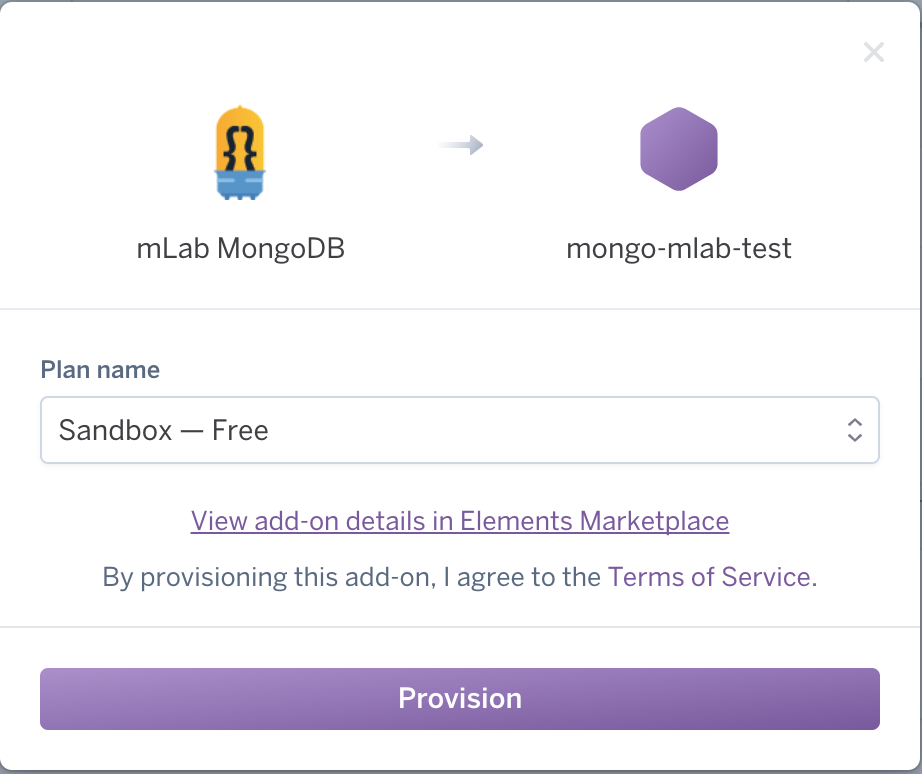 mLab MongoDB
mongo-mlab-test
Plan name
Sandbox — Free
View add-on details in Elements Marketplace
By provisioning this add-on, I agree to the Terms of Service.
Provision